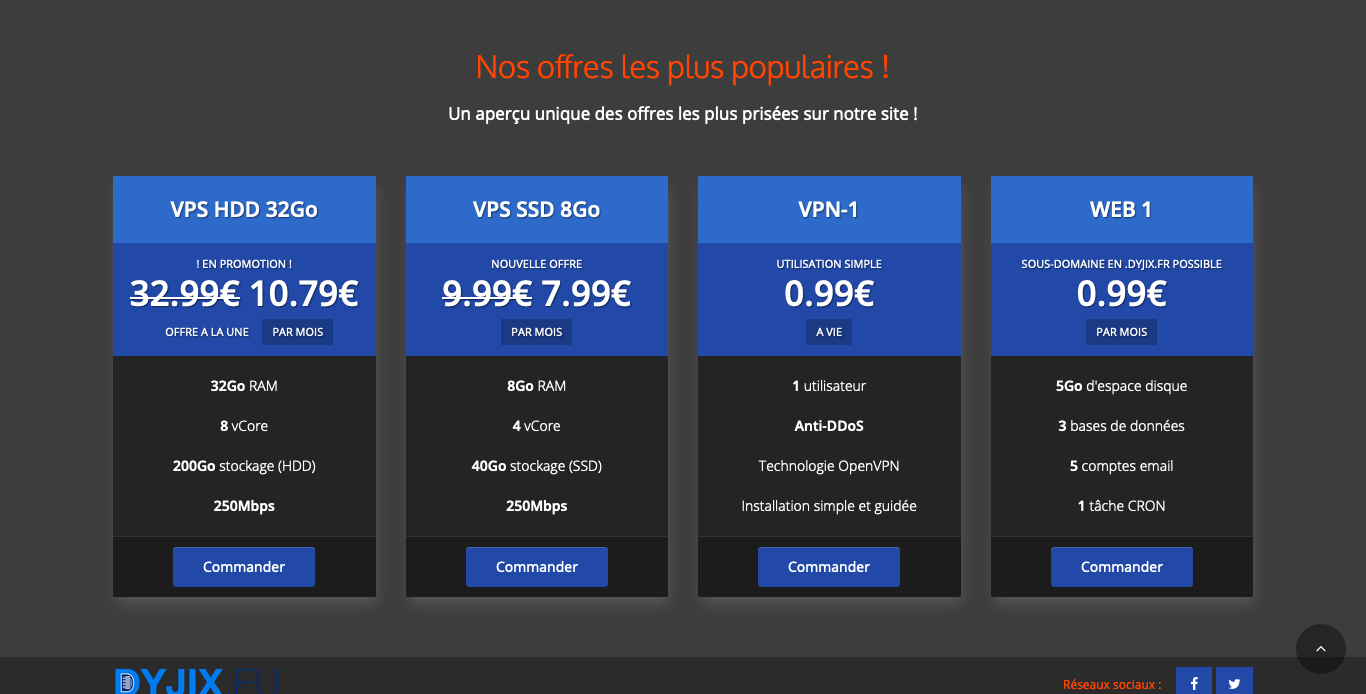 Nos offres les plus populaires !
Un aperçu unique des offres les plus prisées sur notre site !
VPS HDD 32Go
! EN PROMOTION !
32.99€ 10.79€
OFFRE A LA UNE PAR MOIS
32Go RAM
8 vCore
200Go stockage (HDD)
250Mbps
Commander
VPS SSD 8Go
NOUVELLE OFFRE
9.99€ 7.99€
PAR MOIS
8Go RAM
4 vCore
40Go stockage (SSD)
250Mbps
Commander
VPN-1
UTILISATION SIMPLE
0.99€
A VIE
1 utilisateur
Anti-DDoS
Technologie OpenVPN
Installation simple et guidée
Commander
WEB 1
SOUS-DOMAINE EN .DYJIX.FR POSSIBLE
0.99€
PAR MOIS
5Go d'espace disque
3 bases de données
5 comptes email
1 tâche CRON
Commander
DYJIX
Réseaux sociaux :